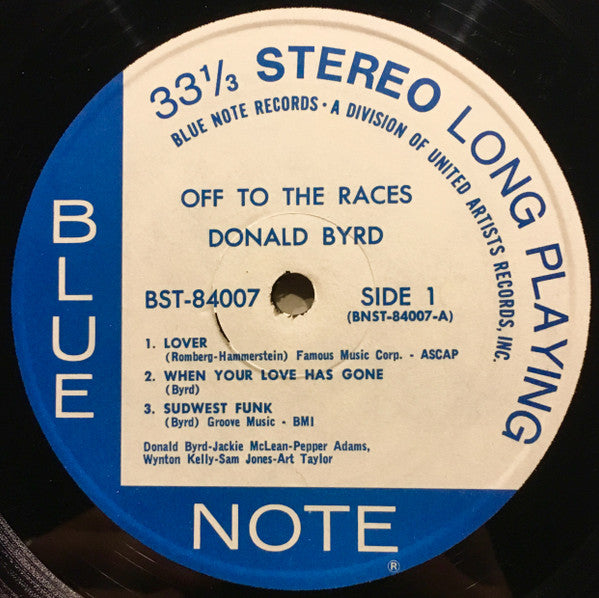 33⅓ STEREO LONG PLAYING
BLUE NOTE RECORDS • A DIVISION OF UNITED ARTISTS RECORDS, INC.
OFF TO THE RACES
DONALD BYRD
BST-84007 SIDE 1
(BNST-84007-A)
1. LOVER
(Romberg-Hammerstein) Famous Music Corp. - ASCAP
2. WHEN YOUR LOVE HAS GONE
(Byrd)
3. SUDWEST FUNK
(Byrd) Groove Music - BMI
Donald Byrd-Jackie McLean-Pepper Adams,
Wynton Kelly-Sam Jones-Art Taylor
BLUE
NOTE
®